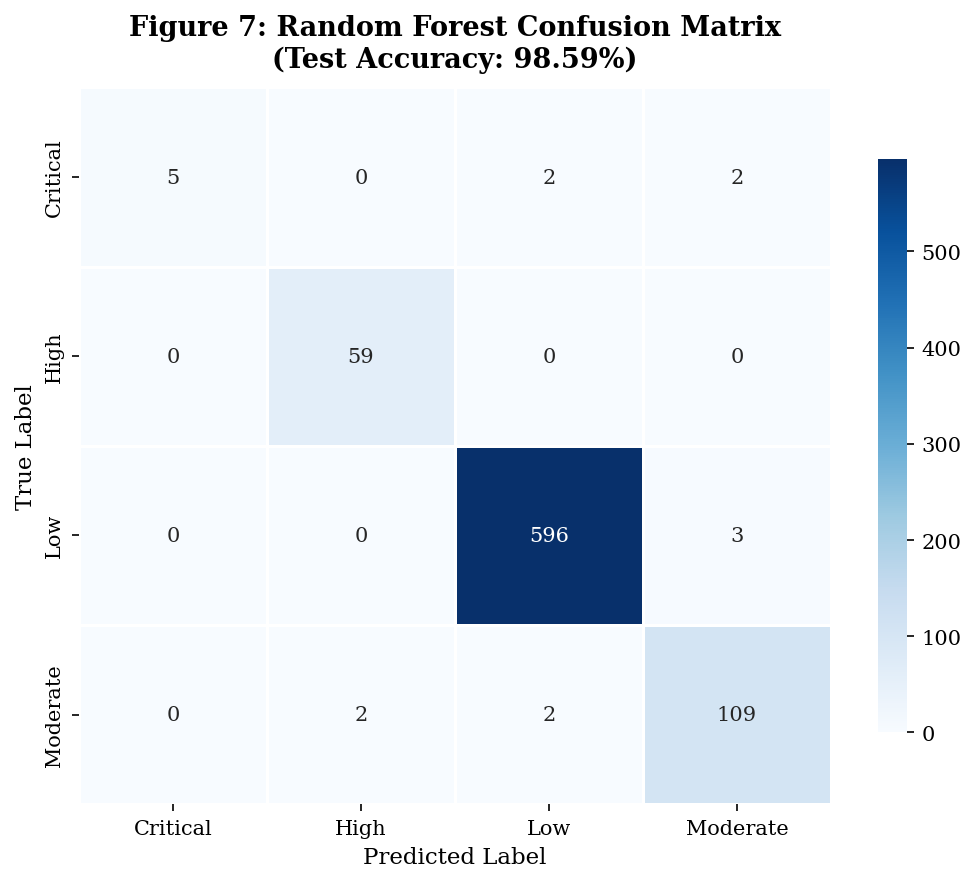 Figure 7: Random Forest Confusion Matrix
(Test Accuracy: 98.59%)
True Label
Critical
5 0 2 2
High
0 59 0 0
Low
0 0 596 3
Moderate
0 2 2 109
Critical High Low Moderate
Predicted Label
500
400
300
200
100
0